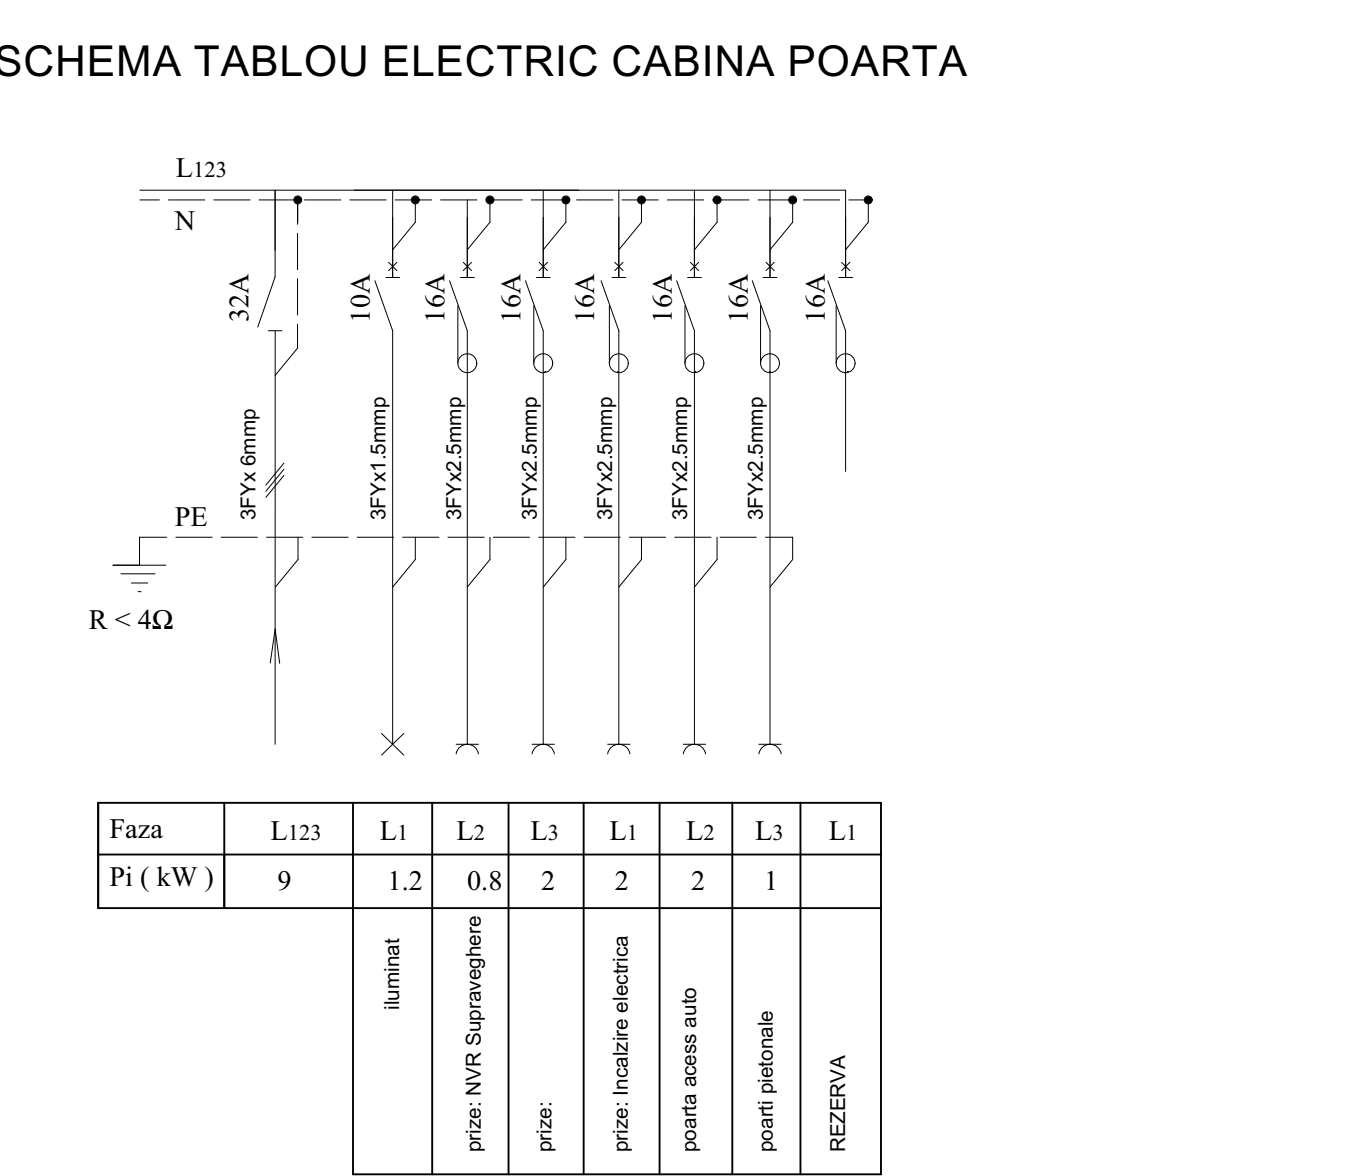 SCHEMA TABLOU ELECTRIC CABINA POARTA
L123
N
32A
10A
16A
16A
16A
16A
16A
16A
3FYx 6mmp
3FYx1.5mmp
3FYx2.5mmp
3FYx2.5mmp
3FYx2.5mmp
3FYx2.5mmp
3FYx2.5mmp
PE
R < 4Ω
Faza L123 L1 L2 L3 L1 L2 L3 L1
Pi ( kW ) 9 1.2 0.8 2 2 2 1
iluminat
prize: NVR Supraveghere
prize:
prize: Incalzire electrica
poarta acess auto
poarti pietonale
REZERVA